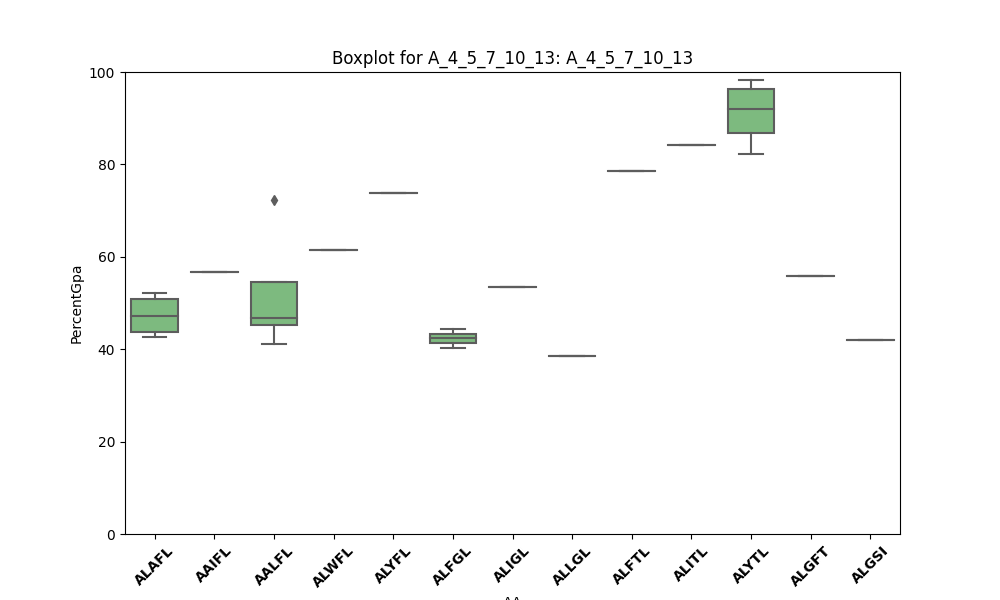 Boxplot for A_4_5_7_10_13: A_4_5_7_10_13
100
80
60
40
20
0
PercentGpa
ALAFL
AAIFL
AALFL
ALWFL
ALYFL
ALFGL
ALIGL
ALLGL
ALFTL
ALITL
ALYTL
ALGFT
ALGSI